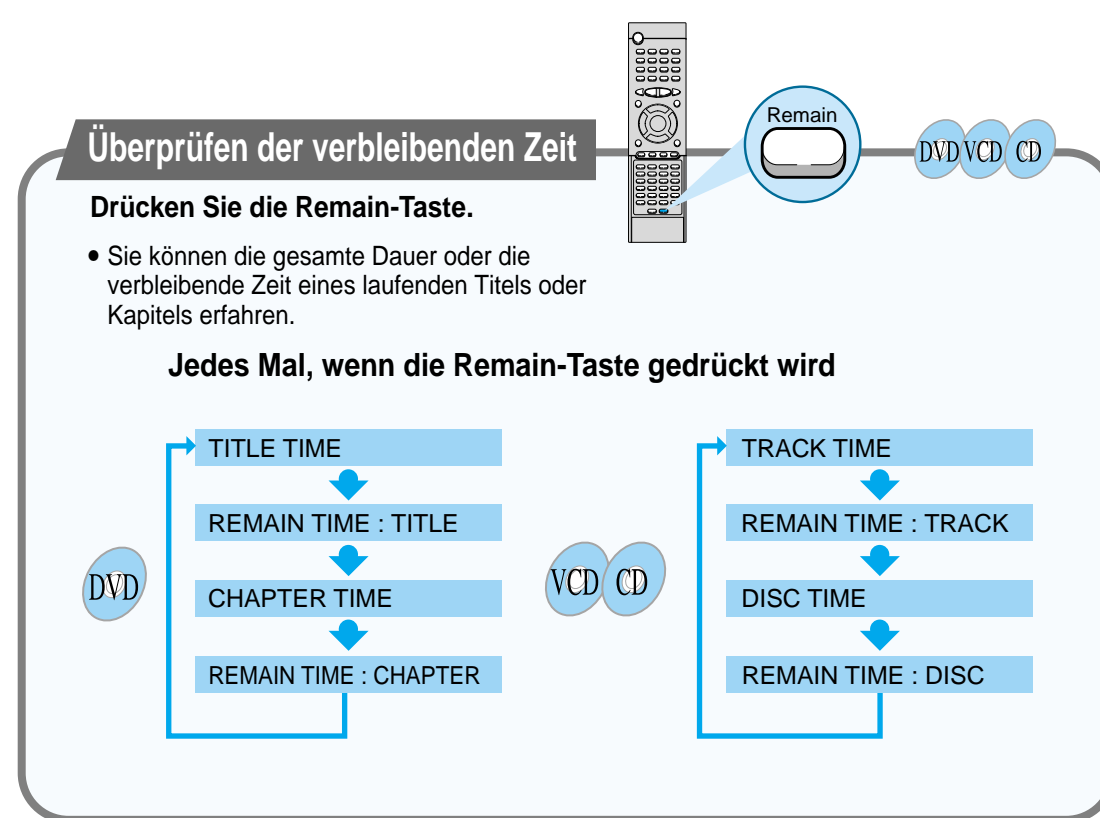 Remain
Überprüfen der verbleibenden Zeit
DVD VCD CD
Drücken Sie die Remain-Taste.
• Sie können die gesamte Dauer oder die
verbleibende Zeit eines laufenden Titels oder
Kapitels erfahren.
Jedes Mal, wenn die Remain-Taste gedrückt wird
DVD
TITLE TIME
REMAIN TIME : TITLE
CHAPTER TIME
REMAIN TIME : CHAPTER
VCD CD
TRACK TIME
REMAIN TIME : TRACK
DISC TIME
REMAIN TIME : DISC